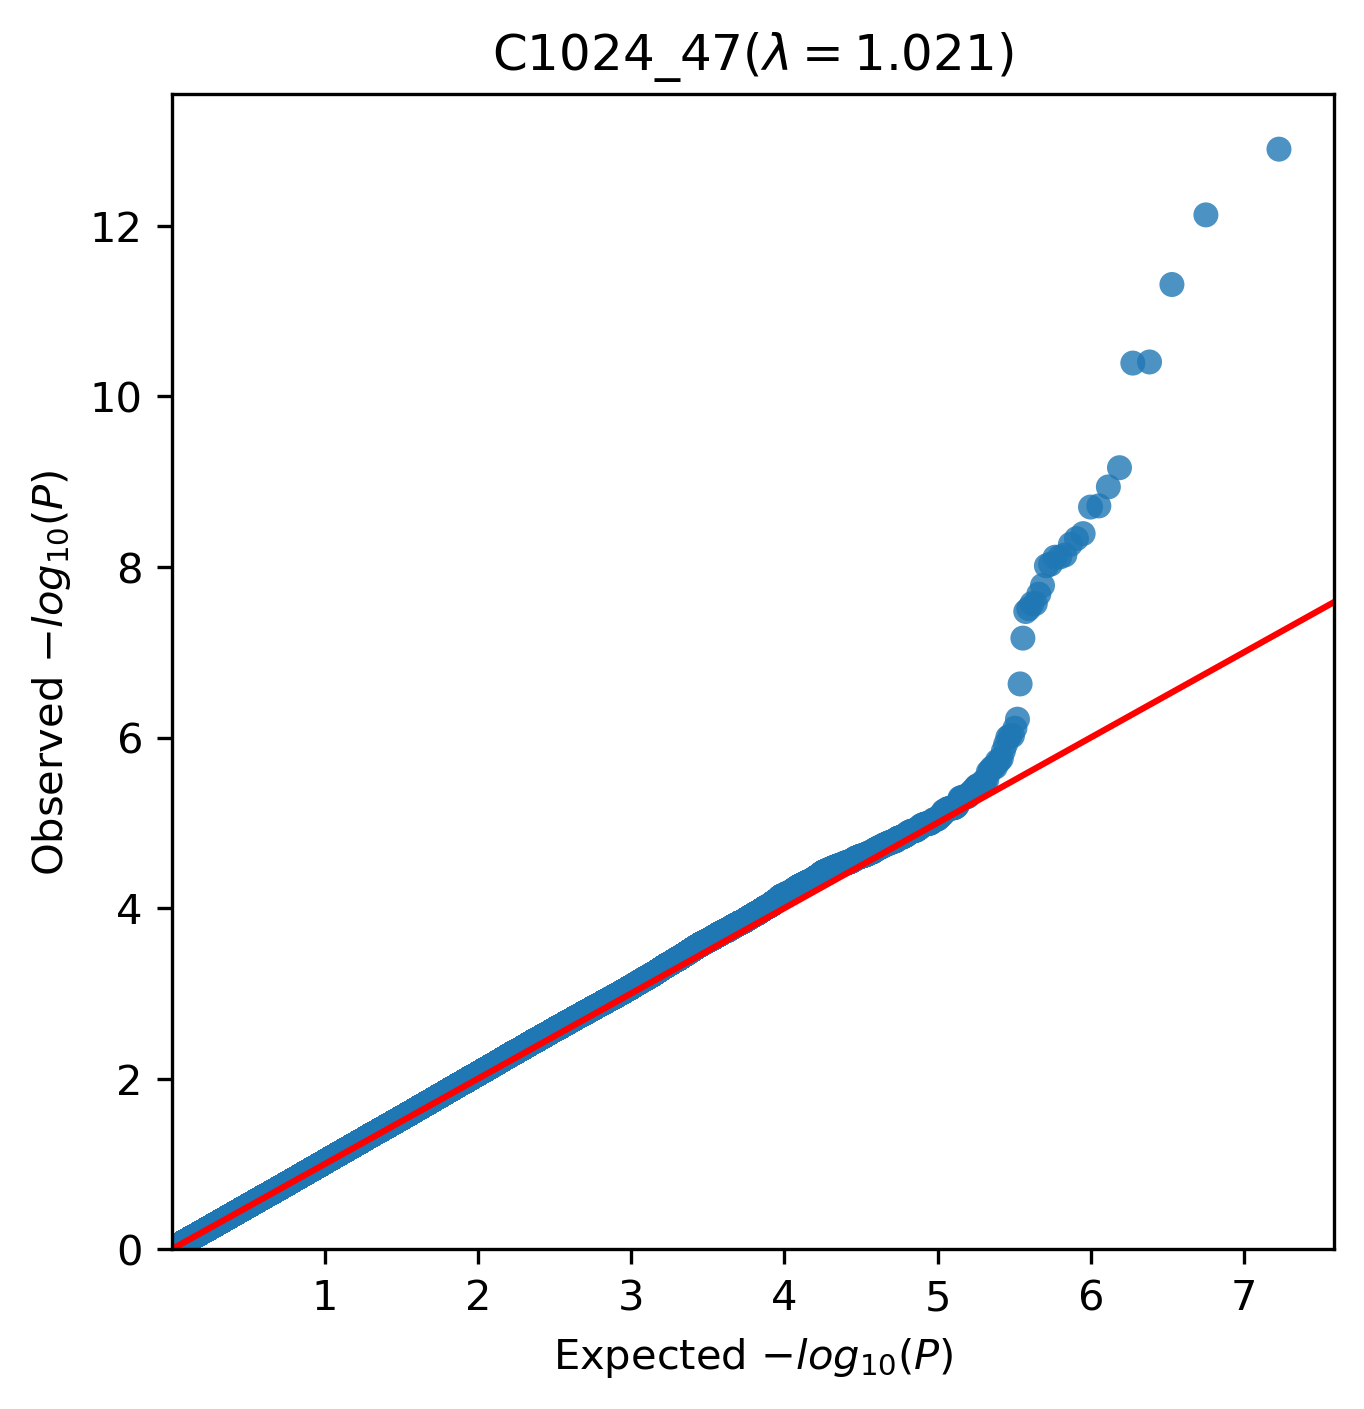 C1024_47(λ = 1.021)
12
10
8
6
4
2
0
Observed −log₁₀(P)
1 2 3 4 5 6 7
Expected −log₁₀(P)